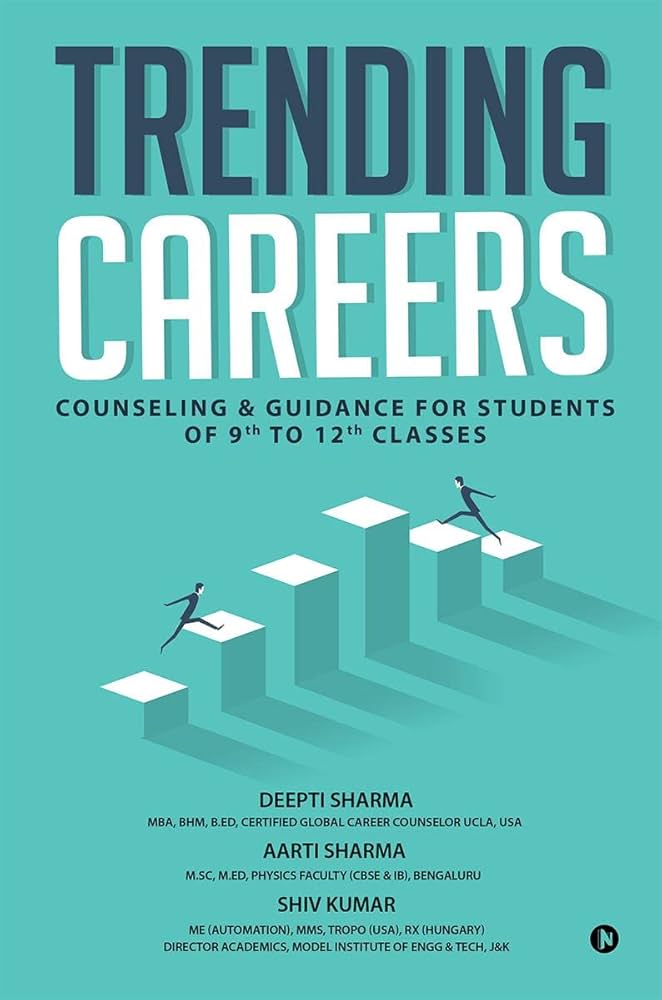 TRENDING
CAREERS
COUNSELING & GUIDANCE FOR STUDENTS
OF 9th TO 12th CLASSES
DEEPTI SHARMA
MBA, BHM, B.ED, CERTIFIED GLOBAL CAREER COUNSELOR UCLA, USA
AARTI SHARMA
M.SC, M.ED, PHYSICS FACULTY (CBSE & IB), BENGALURU
SHIV KUMAR
ME (AUTOMATION), MMS, TROPO (USA), RX (HUNGARY)
DIRECTOR ACADEMICS, MODEL INSTITUTE OF ENGG & TECH, J&K
N